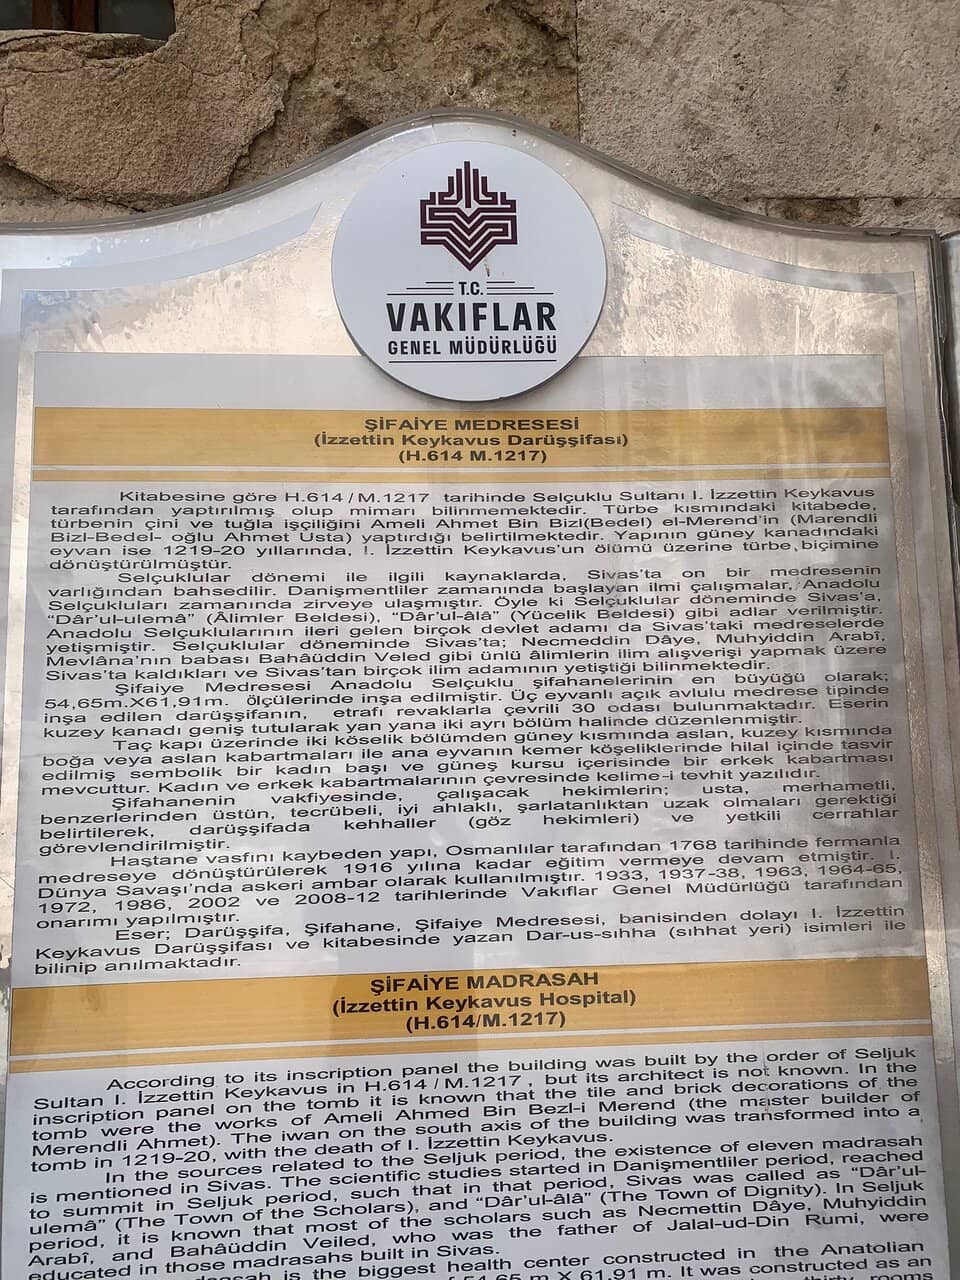 T.C.
VAKIFLAR
GENEL MÜDÜRLÜĞÜ
ŞİFAİYE MEDRESESİ
(İzzettin Keykavus Darüşşifası)
(H.614 M.1217)
Kitabesine göre H.614 / M.1217 tarihinde Selçuklu Sultanı I. İzzettin Keykavus
tarafından yaptırılmış olup mimarı bilinmemektedir. Türbe kısmındaki kitabede,
türbenin çini ve tuğla işçiliğini Ameli Ahmet Bin Bizl(Bedel) el-Merend'in (Marendli
Bizl-Bedel- oğlu Ahmet Usta) yaptırdığı belirtilmektedir. Yapının güney kanadındaki
eyvan ise 1219-20 yıllarında, I. İzzettin Keykavus'un ölümü üzerine türbe biçimine
dönüştürülmüştür.
Selçuklular dönemi ile ilgili kaynaklarda, Sivas'ta on bir medresenin
varlığından bahsedilir. Danişmentliler zamanında başlayan ilmi çalışmalar, Anadolu
Selçukluları zamanında zirveye ulaşmıştır. Öyle ki Selçuklular döneminde Sivas'a,
"Dâr'ul-ulemâ" (Âlimler Beldesi), "Dâr'ul-âlâ" (Yücelik Beldesi) gibi adlar verilmiştir.
Anadolu Selçuklularının ileri gelen birçok devlet adamı da Sivas'taki medreselerde
yetişmiştir. Selçuklular döneminde Sivas'ta; Necmeddin Dâye, Muhyiddin Arabî,
Mevlâna'nın babası Bahâüddin Veled gibi ünlü âlimlerin ilim alışverişi yapmak üzere
Sivas'ta kaldıkları ve Sivas'tan birçok ilim adamının yetiştiği bilinmektedir.
Şifaiye Medresesi Anadolu Selçuklu şifahanelerinin en büyüğü olarak;
54,65m.X61,91m. ölçülerinde inşa edilmiştir. Üç eyvanlı açık avlulu medrese tipinde
inşa edilen darüşşifanın, etrafı revaklarla çevrili 30 odası bulunmaktadır. Eserin
kuzey kanadı geniş tutularak yan yana iki ayrı bölüm halinde düzenlenmiştir.
Taç kapı üzerinde iki köselik bölümden güney kısmında aslan, kuzey kısmında
boğa veya aslan kabartmaları ile ana eyvanın kemer köşeliklerinde hilal içinde tasvir
edilmiş sembolik bir kadın başı ve güneş kursu içerisinde bir erkek kabartması
mevcuttur. Kadın ve erkek kabartmalarının çevresinde kelime-i tevhit yazılıdır.
Şifahanenin vakfiyesinde, çalışacak hekimlerin; usta, merhametli,
benzerlerinden üstün, tecrübeli, iyi ahlaklı, şarlatanlıktan uzak olmaları gerektiği
belirtilerek, darüşşifada kehhaller (göz hekimleri) ve yetkili cerrahlar
görevlendirilmiştir.
Hastane vasfını kaybeden yapı, Osmanlılar tarafından 1768 tarihinde fermanla
medreseye dönüştürülerek 1916 yılına kadar eğitim vermeye devam etmiştir. I.
Dünya Savaşı'nda askeri ambar olarak kullanılmıştır. 1933, 1937-38, 1963, 1964-65,
1972, 1986, 2002 ve 2008-12 tarihlerinde Vakıflar Genel Müdürlüğü tarafından
onarımı yapılmıştır.
Eser; Darüşşifa, Şifahane, Şifaiye Medresesi, banisinden dolayı I. İzzettin
Keykavus Darüşşifası ve kitabesinde yazan Dar-us-sıhha (sıhhat yeri) isimleri ile
bilinip anılmaktadır.
ŞİFAİYE MADRASAH
(İzzettin Keykavus Hospital)
(H.614/M.1217)
According to its inscription panel the building was built by the order of Seljuk
Sultan I. İzzettin Keykavus in H.614 / M.1217 , but its architect is not known. In the
inscription panel on the tomb it is known that the tile and brick decorations of the
tomb were the works of Ameli Ahmed Bin Bezl-i Merend (the master builder of
Merendli Ahmet). The iwan on the south axis of the building was transformed into a
tomb in 1219-20, with the death of I. İzzettin Keykavus.
In the sources related to the Seljuk period, the existence of eleven madrasah
is mentioned in Sivas. The scientific studies started in Danişmentliler period, reached
to summit in Seljuk period, such that in that period, Sivas was called as "Dâr'ul-
ulemâ" (The Town of the Scholars), and "Dâr'ul-âlâ" (The Town of Dignity). In Seljuk
period, it is known that most of the scholars such as Necmettin Dâye, Muhyiddin
Arabî, and Bahâüddin Veiled, who was the father of Jalal-ud-Din Rumi, were
educated in those madrasahs built in Sivas.
is the biggest health center constructed in the Anatolian
of 54,65 m X 61,91 m. It was constructed as an